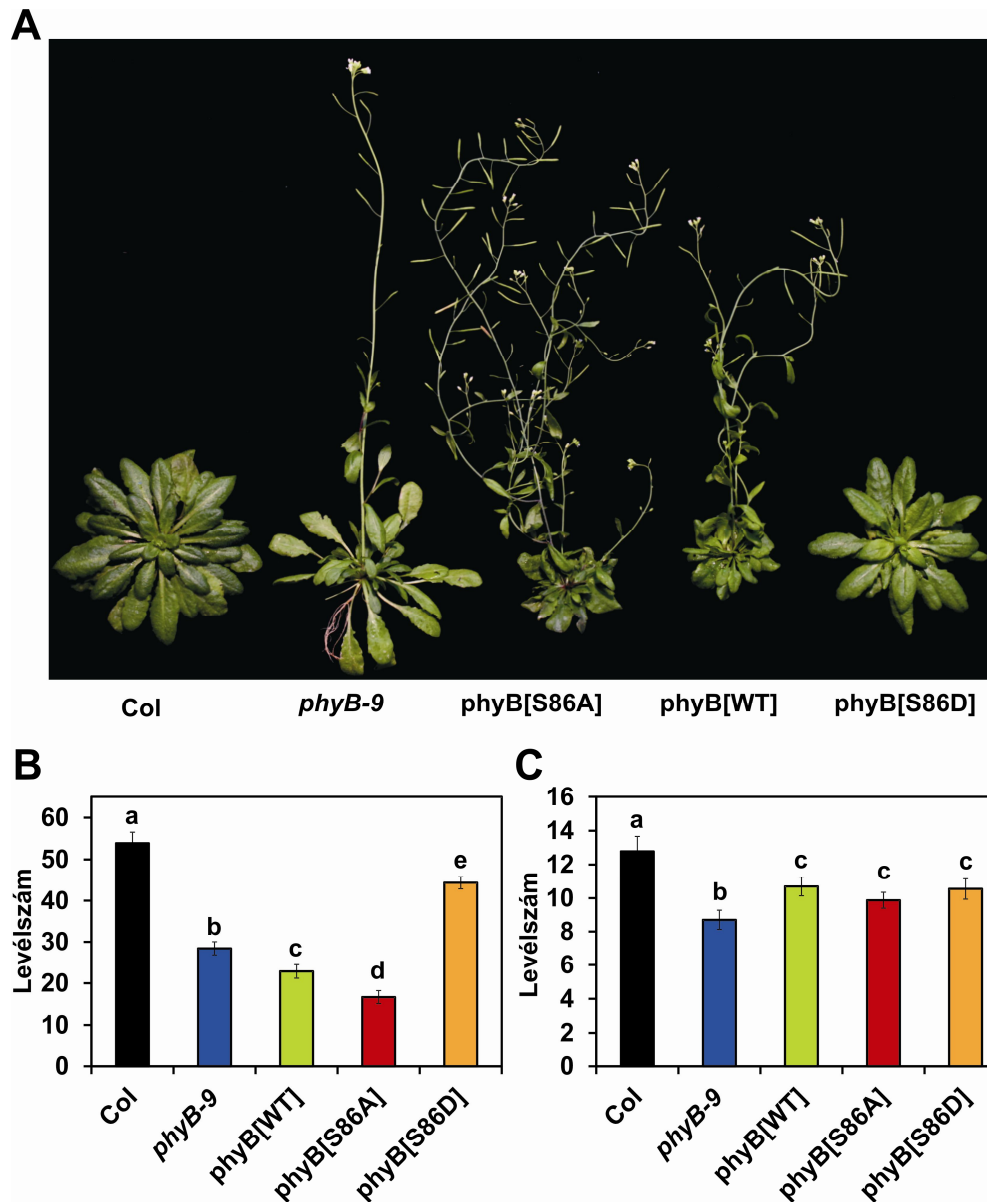 A
Col phyB-9 phyB[S86A] phyB[WT] phyB[S86D]
B
Levélszám
60
50
40
30
20
10
0
a
b
c
d
e
Col
phyB-9
phyB[WT]
phyB[S86A]
phyB[S86D]
C
Levélszám
16
14
12
10
8
6
4
2
0
a
b
c
c
c
Col
phyB-9
phyB[WT]
phyB[S86A]
phyB[S86D]